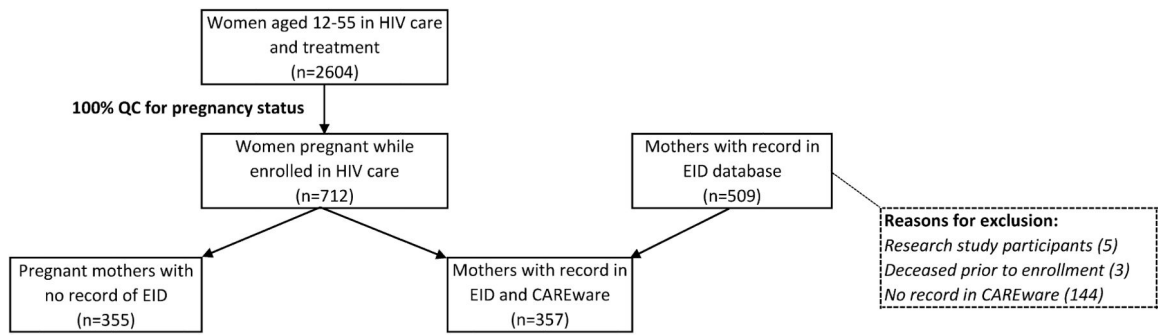 Women aged 12-55 in HIV care
and treatment
(n=2604)
100% QC for pregnancy status
Women pregnant while
enrolled in HIV care
(n=712)
Mothers with record in
EID database
(n=509)
Reasons for exclusion:
Research study participants (5)
Deceased prior to enrollment (3)
No record in CAREware (144)
Pregnant mothers with
no record of EID
(n=355)
Mothers with record in
EID and CAREware
(n=357)